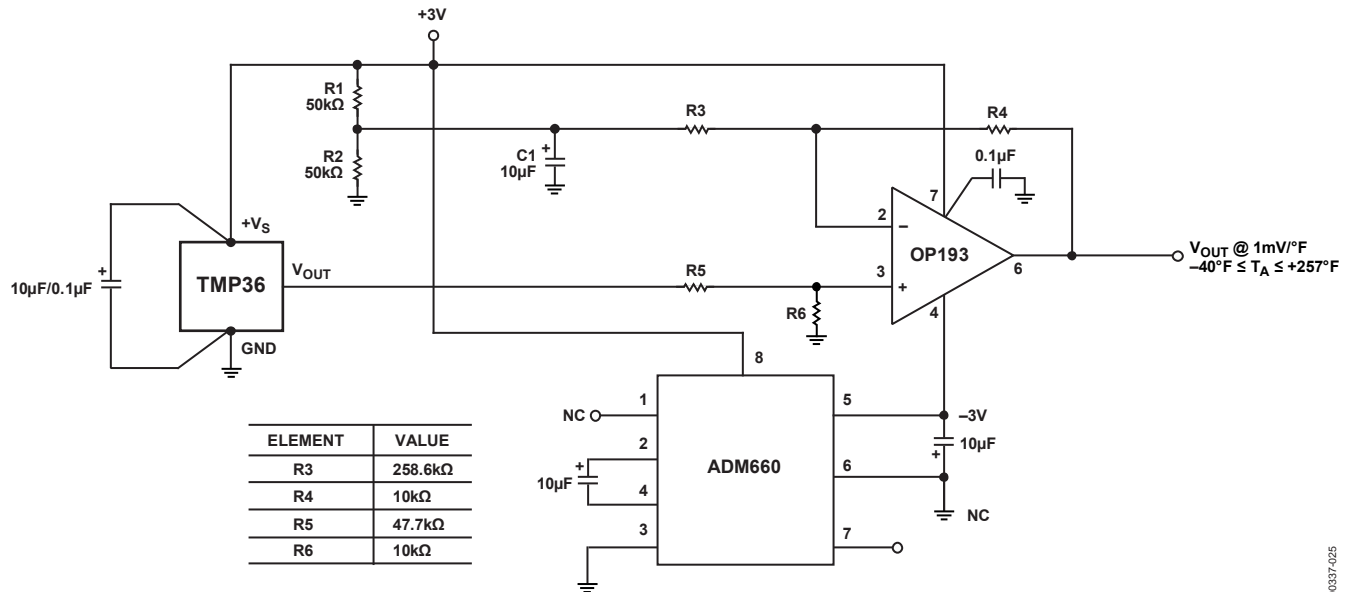 +3V
R1
50kΩ
R3
R4
R2
50kΩ
C1
10µF
+
0.1µF
7
+VS
2
–
OP193
6
VOUT @ 1mV/°F
–40°F ≤ TA ≤ +257°F
+
10µF/0.1µF
TMP36
VOUT
R5
3
+
R6
4
GND
8
1
NC
5
–3V
2
+
10µF
4
ADM660
10µF
+
6
3
NC
7
ELEMENT VALUE
R3 258.6kΩ
R4 10kΩ
R5 47.7kΩ
R6 10kΩ
00337-025